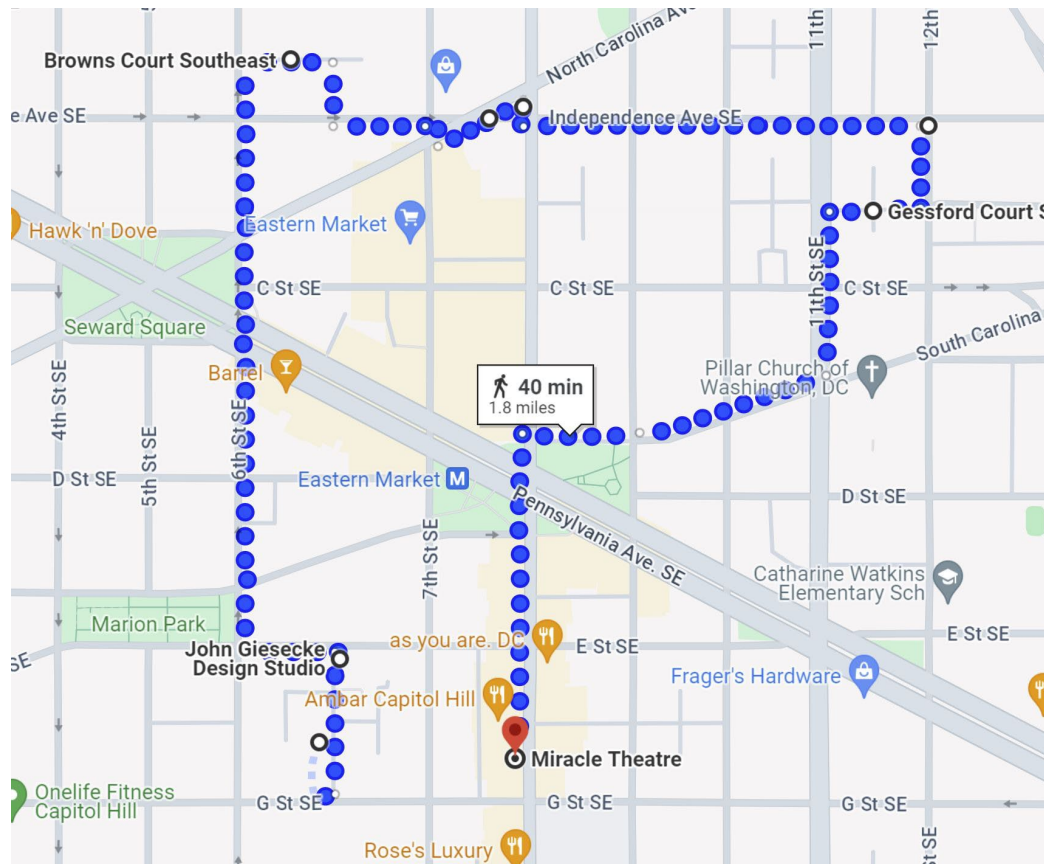 North Carolina Ave
11th
12th
Browns Court Southeast
e Ave SE
Independence Ave SE
Eastern Market
Hawk 'n' Dove
Gessford Court S
11th St SE
C St SE
C St SE
C St SE
Seward Square
South Carolina
Barrel
Pillar Church of
Washington, DC
40 min
1.8 miles
4th St SE
5th St SE
6th St SE
D St SE
Eastern Market
M
Pennsylvania Ave. SE
D St SE
7th St SE
Catharine Watkins
Elementary Sch
Marion Park
as you are. DC
E St SE
E St SE
SE
John Giesecke
Design Studio
Frager's Hardware
Ambar Capitol Hill
Miracle Theatre
Onelife Fitness
Capitol Hill
G St SE
G St SE
G St SE
St SE
Rose's Luxury